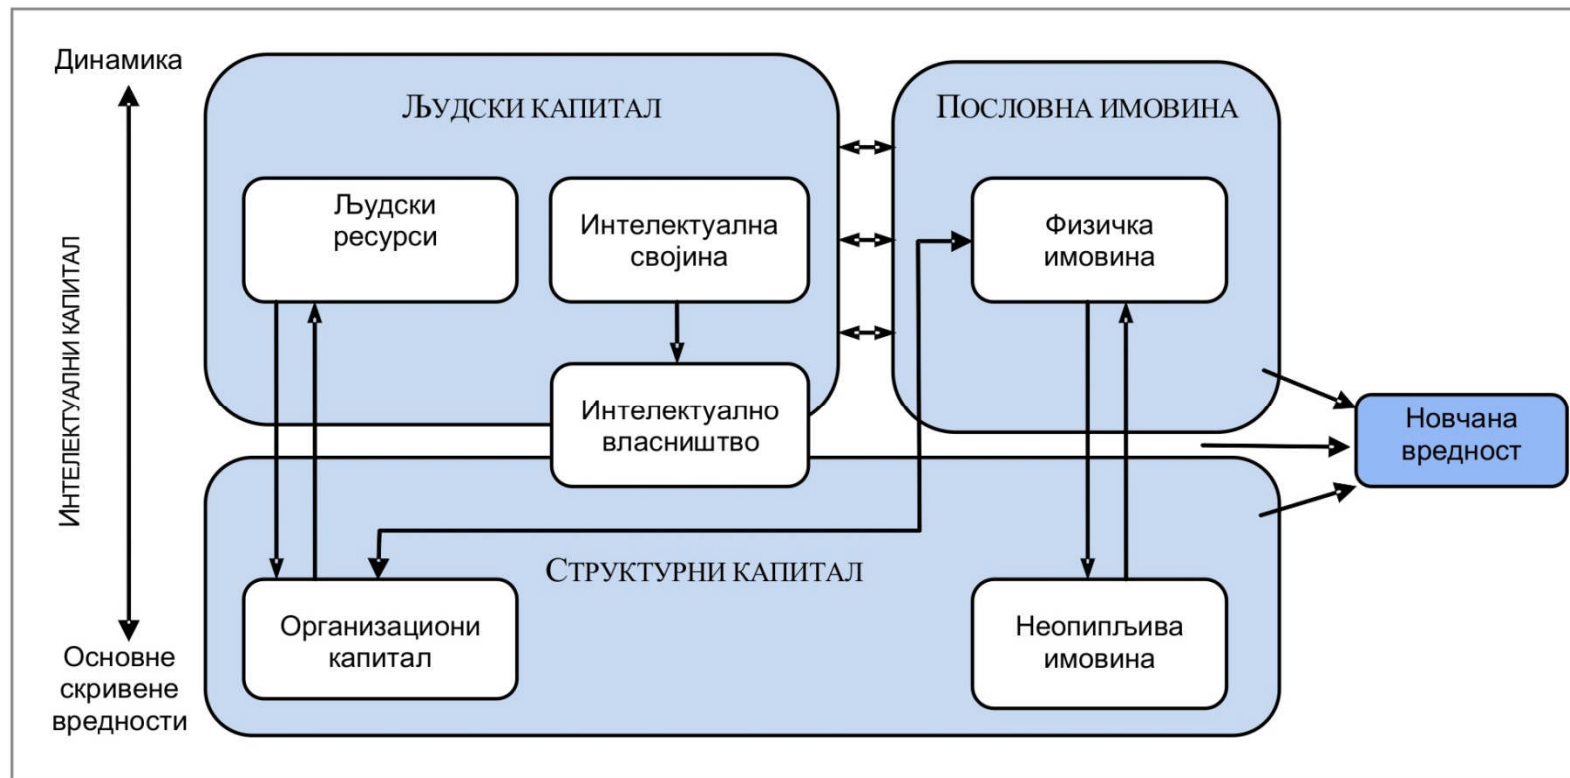 Динамика
ИНТЕЛЕКТУАЛНИ КАПИТАЛ
Основне
скривене
вредности
ЉУДСКИ КАПИТАЛ
Људски
ресурси
Интелектуална
својина
Интелектуално
власништво
ПОСЛОВНА ИМОВИНА
Физичка
имовина
Новчана
вредност
СТРУКТУРНИ КАПИТАЛ
Организациони
капитал
Неопипљива
имовина